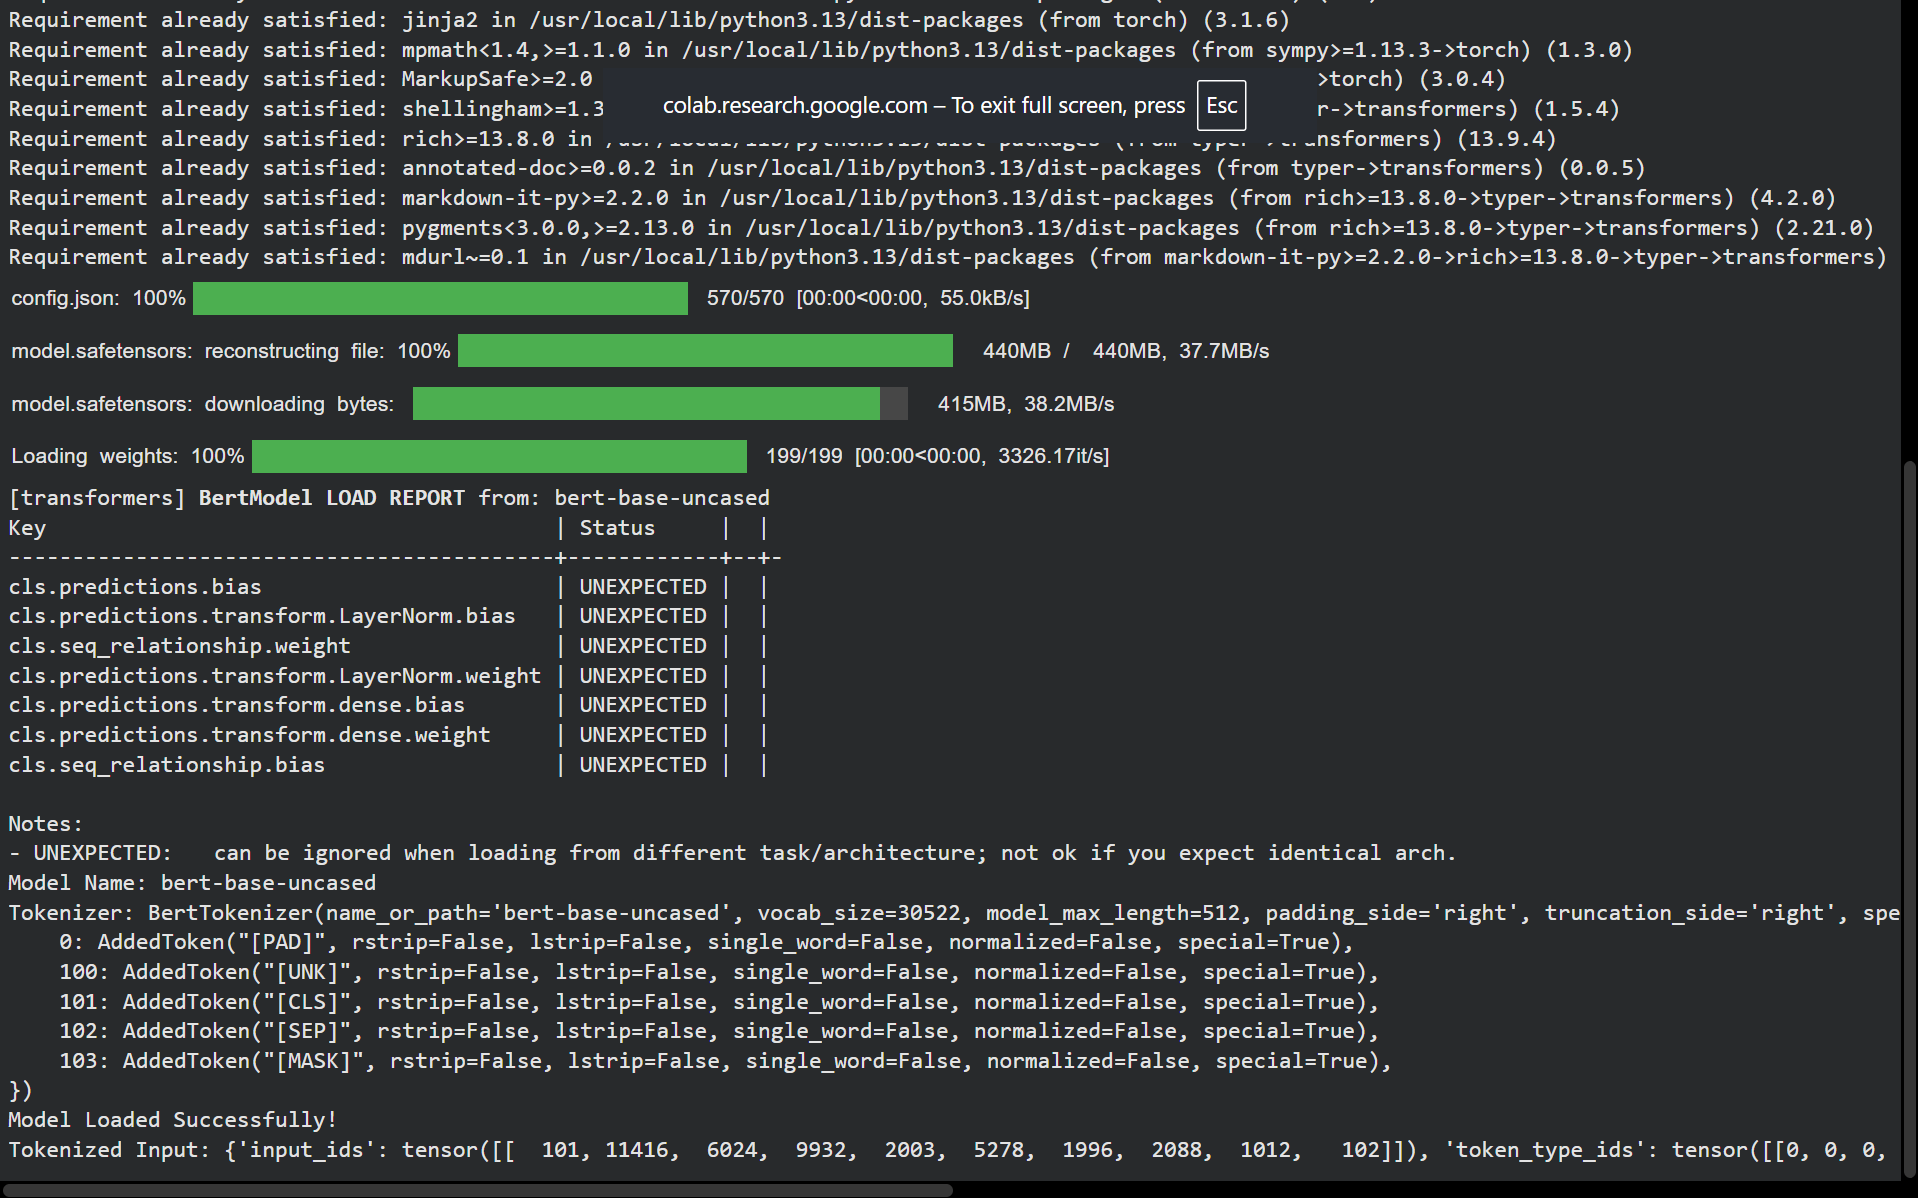 Requirement already satisfied: jinja2 in /usr/local/lib/python3.13/dist-packages (from torch) (3.1.6)
Requirement already satisfied: mpmath<1.4,>=1.1.0 in /usr/local/lib/python3.13/dist-packages (from sympy>=1.13.3->torch) (1.3.0)
Requirement already satisfied: MarkupSafe>=2.0 >torch) (3.0.4)
colab.research.google.com – To exit full screen, press Esc
Requirement already satisfied: shellingham>=1.3 r->transformers) (1.5.4)
Requirement already satisfied: rich>=13.8.0 in /usr/local/lib/python3.13/dist-packages (from typer->transformers) (13.9.4)
Requirement already satisfied: annotated-doc>=0.0.2 in /usr/local/lib/python3.13/dist-packages (from typer->transformers) (0.0.5)
Requirement already satisfied: markdown-it-py>=2.2.0 in /usr/local/lib/python3.13/dist-packages (from rich>=13.8.0->typer->transformers) (4.2.0)
Requirement already satisfied: pygments<3.0.0,>=2.13.0 in /usr/local/lib/python3.13/dist-packages (from rich>=13.8.0->typer->transformers) (2.21.0)
Requirement already satisfied: mdurl~=0.1 in /usr/local/lib/python3.13/dist-packages (from markdown-it-py>=2.2.0->rich>=13.8.0->typer->transformers)
config.json: 100% 570/570 [00:00<00:00, 55.0kB/s]
model.safetensors: reconstructing file: 100% 440MB / 440MB, 37.7MB/s
model.safetensors: downloading bytes: 415MB, 38.2MB/s
Loading weights: 100% 199/199 [00:00<00:00, 3326.17it/s]
[transformers] BertModel LOAD REPORT from: bert-base-uncased
Key | Status | |
-------------------------------------------+------------+--+-
cls.predictions.bias | UNEXPECTED | |
cls.predictions.transform.LayerNorm.bias | UNEXPECTED | |
cls.seq_relationship.weight | UNEXPECTED | |
cls.predictions.transform.LayerNorm.weight | UNEXPECTED | |
cls.predictions.transform.dense.bias | UNEXPECTED | |
cls.predictions.transform.dense.weight | UNEXPECTED | |
cls.seq_relationship.bias | UNEXPECTED | |
Notes:
- UNEXPECTED: can be ignored when loading from different task/architecture; not ok if you expect identical arch.
Model Name: bert-base-uncased
Tokenizer: BertTokenizer(name_or_path='bert-base-uncased', vocab_size=30522, model_max_length=512, padding_side='right', truncation_side='right', spe
0: AddedToken("[PAD]", rstrip=False, lstrip=False, single_word=False, normalized=False, special=True),
100: AddedToken("[UNK]", rstrip=False, lstrip=False, single_word=False, normalized=False, special=True),
101: AddedToken("[CLS]", rstrip=False, lstrip=False, single_word=False, normalized=False, special=True),
102: AddedToken("[SEP]", rstrip=False, lstrip=False, single_word=False, normalized=False, special=True),
103: AddedToken("[MASK]", rstrip=False, lstrip=False, single_word=False, normalized=False, special=True),
})
Model Loaded Successfully!
Tokenized Input: {'input_ids': tensor([[ 101, 11416, 6024, 9932, 2003, 5278, 1996, 2088, 1012, 102]]), 'token_type_ids': tensor([[0, 0, 0,